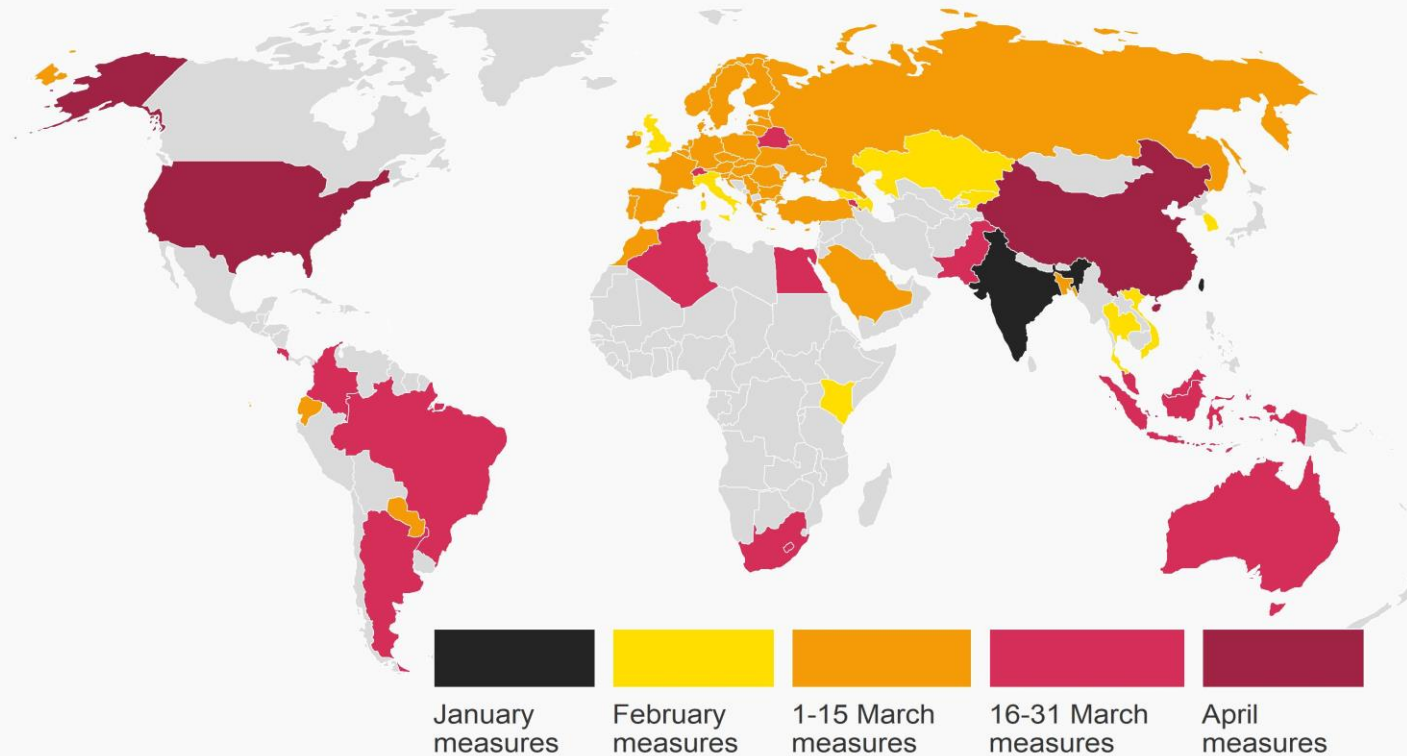 January
measures
February
measures
1-15 March
measures
16-31 March
measures
April
measures